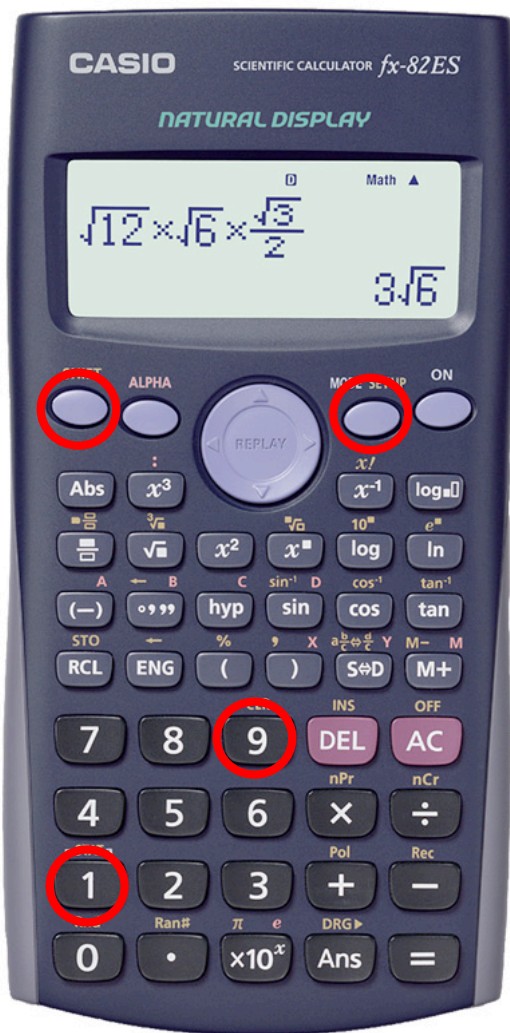 CASIO SCIENTIFIC CALCULATOR fx-82ES
NATURAL DISPLAY
D Math ▲
√12×√6×√3/2
3√6
ALPHA ON
REPLAY
: x!
Abs x³ x⁻¹ log■▯
■▯/▯ ³√■ ■√▯ 10■ e■
▯/▯ √■ x² x■ log ln
A ← B C sin⁻¹ D cos⁻¹ tan⁻¹
(—) °,,, hyp sin cos tan
STO ← % , X a b/c⇔d/c Y M− M
RCL ENG ( ) S⇔D M+
INS OFF
7 8 9 DEL AC
nPr nCr
4 5 6 × ÷
Pol Rec
1 2 3 + −
Ran# π e DRG▶
0 · ×10ˣ Ans =